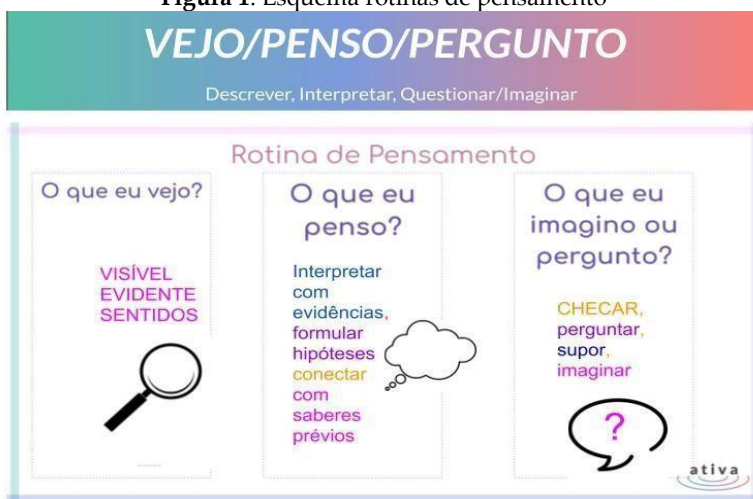 Figura 1: Esquema rotinas de pensamento
VEJO/PENSO/PERGUNTO
Descrever, Interpretar, Questionar/Imaginar
Rotina de Pensamento
O que eu vejo?
VISÍVEL
EVIDENTE
SENTIDOS
O que eu
penso?
Interpretar
com
evidências,
formular
hipóteses
conectar
com
saberes
prévios
O que eu
imagino ou
pergunto?
CHECAR,
perguntar,
supor,
imaginar
?
ativa